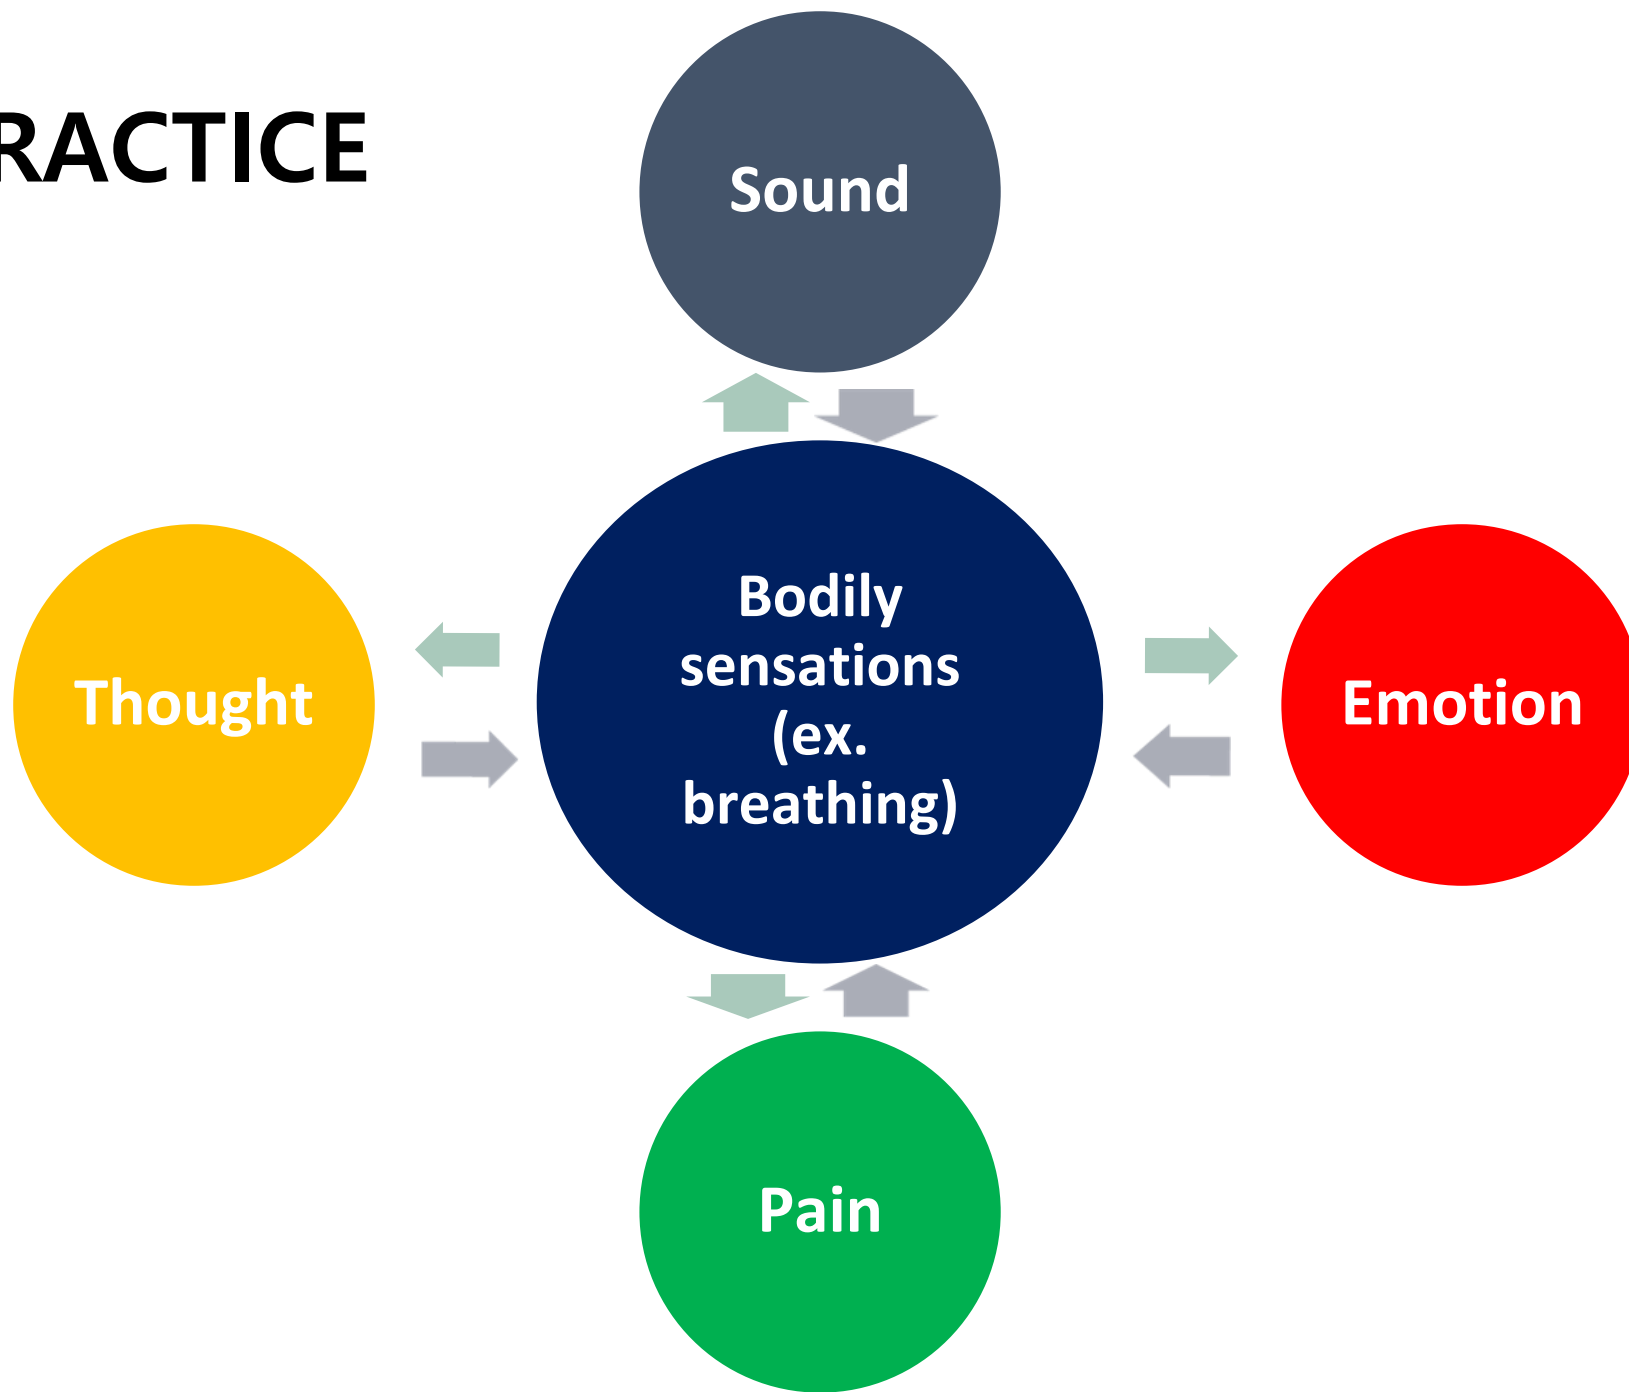 RACTICE
Sound
Thought
Bodily
sensations
(ex.
breathing)
Emotion
Pain